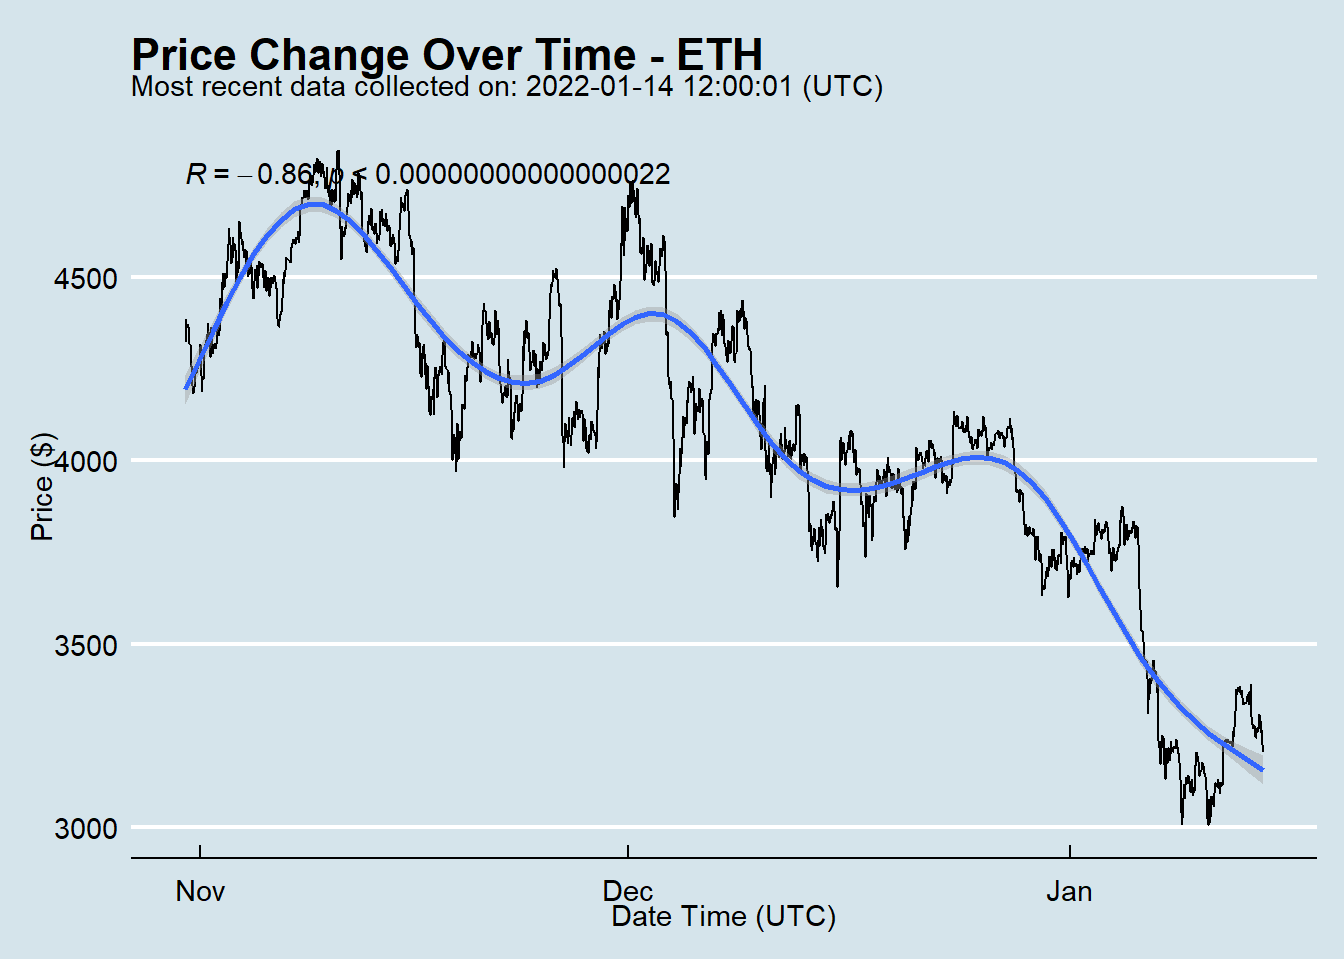 Price Change Over Time - ETH
Most recent data collected on: 2022-01-14 12:00:01 (UTC)
R = −0.86, p < 0.00000000000000022
4500
4000
3500
3000
Price ($)
Nov
Dec
Jan
Date Time (UTC)